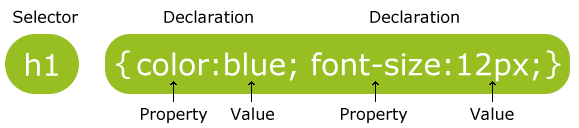 Selector Declaration Declaration
h1 {color:blue; font-size:12px;}
Property Value Property Value